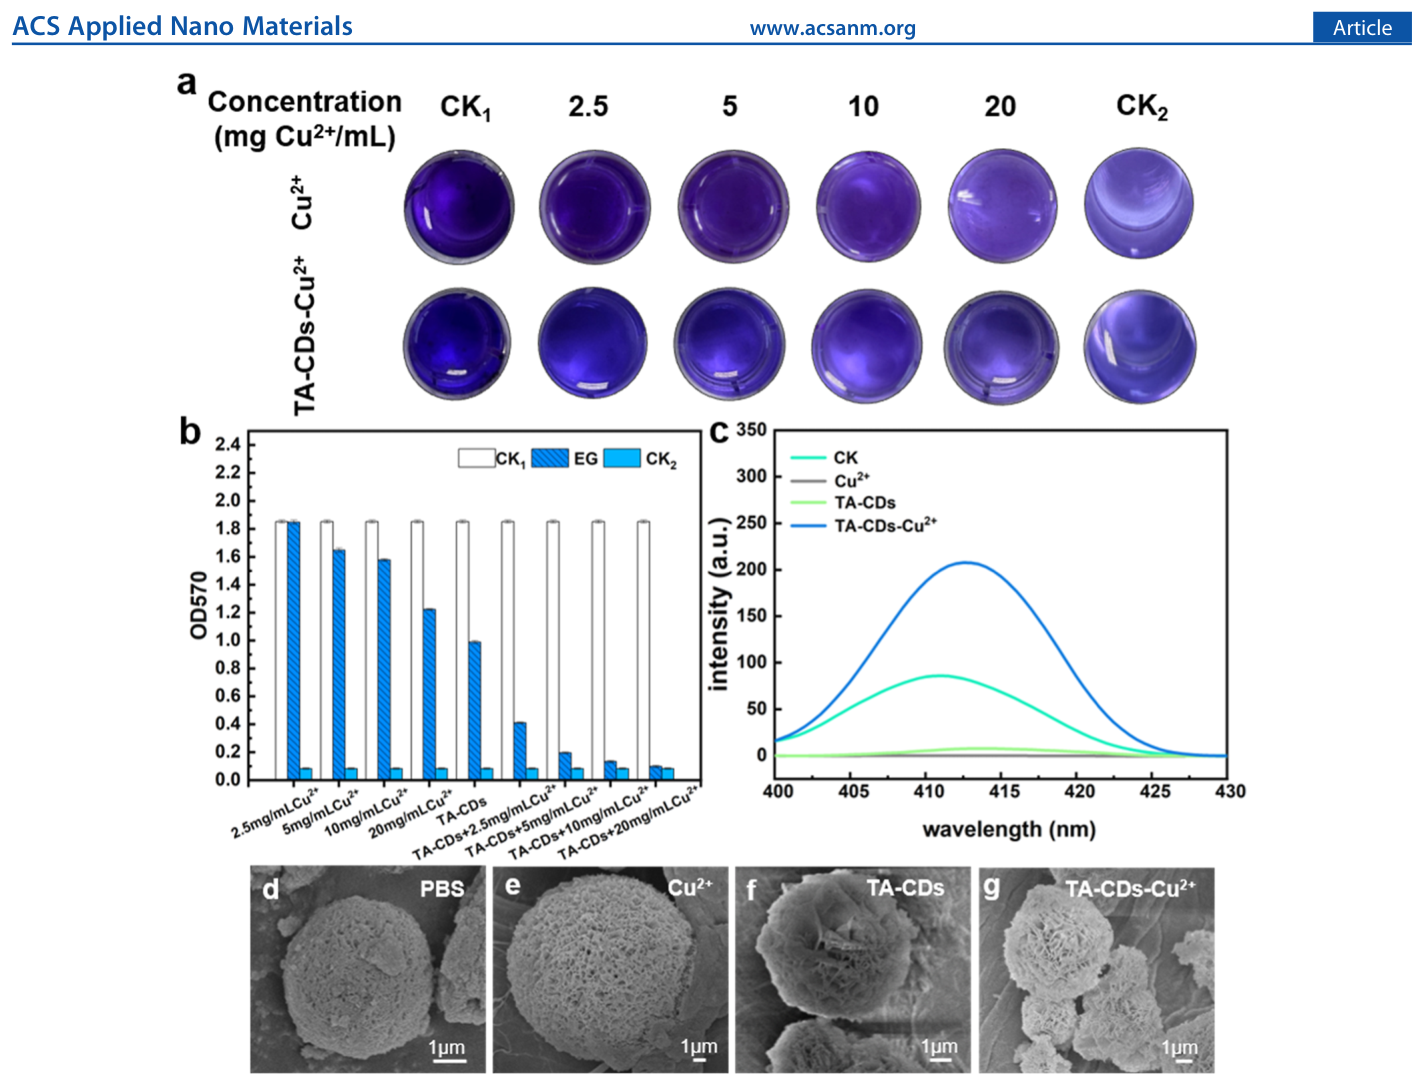 ACS Applied Nano Materials www.acsanm.org Article
a
Concentration (mg Cu²⁺/mL) CK₁ 2.5 5 10 20 CK₂
Cu²⁺
TA-CDs-Cu²⁺
b
2.4
2.2
2.0
1.8
1.6
1.4
1.2
1.0
0.8
0.6
0.4
0.2
0.0
OD570
CK₁ EG CK₂
2.5mg/mLCu²⁺
5mg/mLCu²⁺
10mg/mLCu²⁺
20mg/mLCu²⁺
TA-CDs
TA-CDs+2.5mg/mLCu²⁺
TA-CDs+5mg/mLCu²⁺
TA-CDs+10mg/mLCu²⁺
TA-CDs+20mg/mLCu²⁺
c
350
300
250
200
150
100
50
0
intensity (a.u.)
CK
Cu²⁺
TA-CDs
TA-CDs-Cu²⁺
400 405 410 415 420 425 430
wavelength (nm)
d PBS
1μm
e Cu²⁺
1μm
f TA-CDs
1μm
g TA-CDs-Cu²⁺
1μm